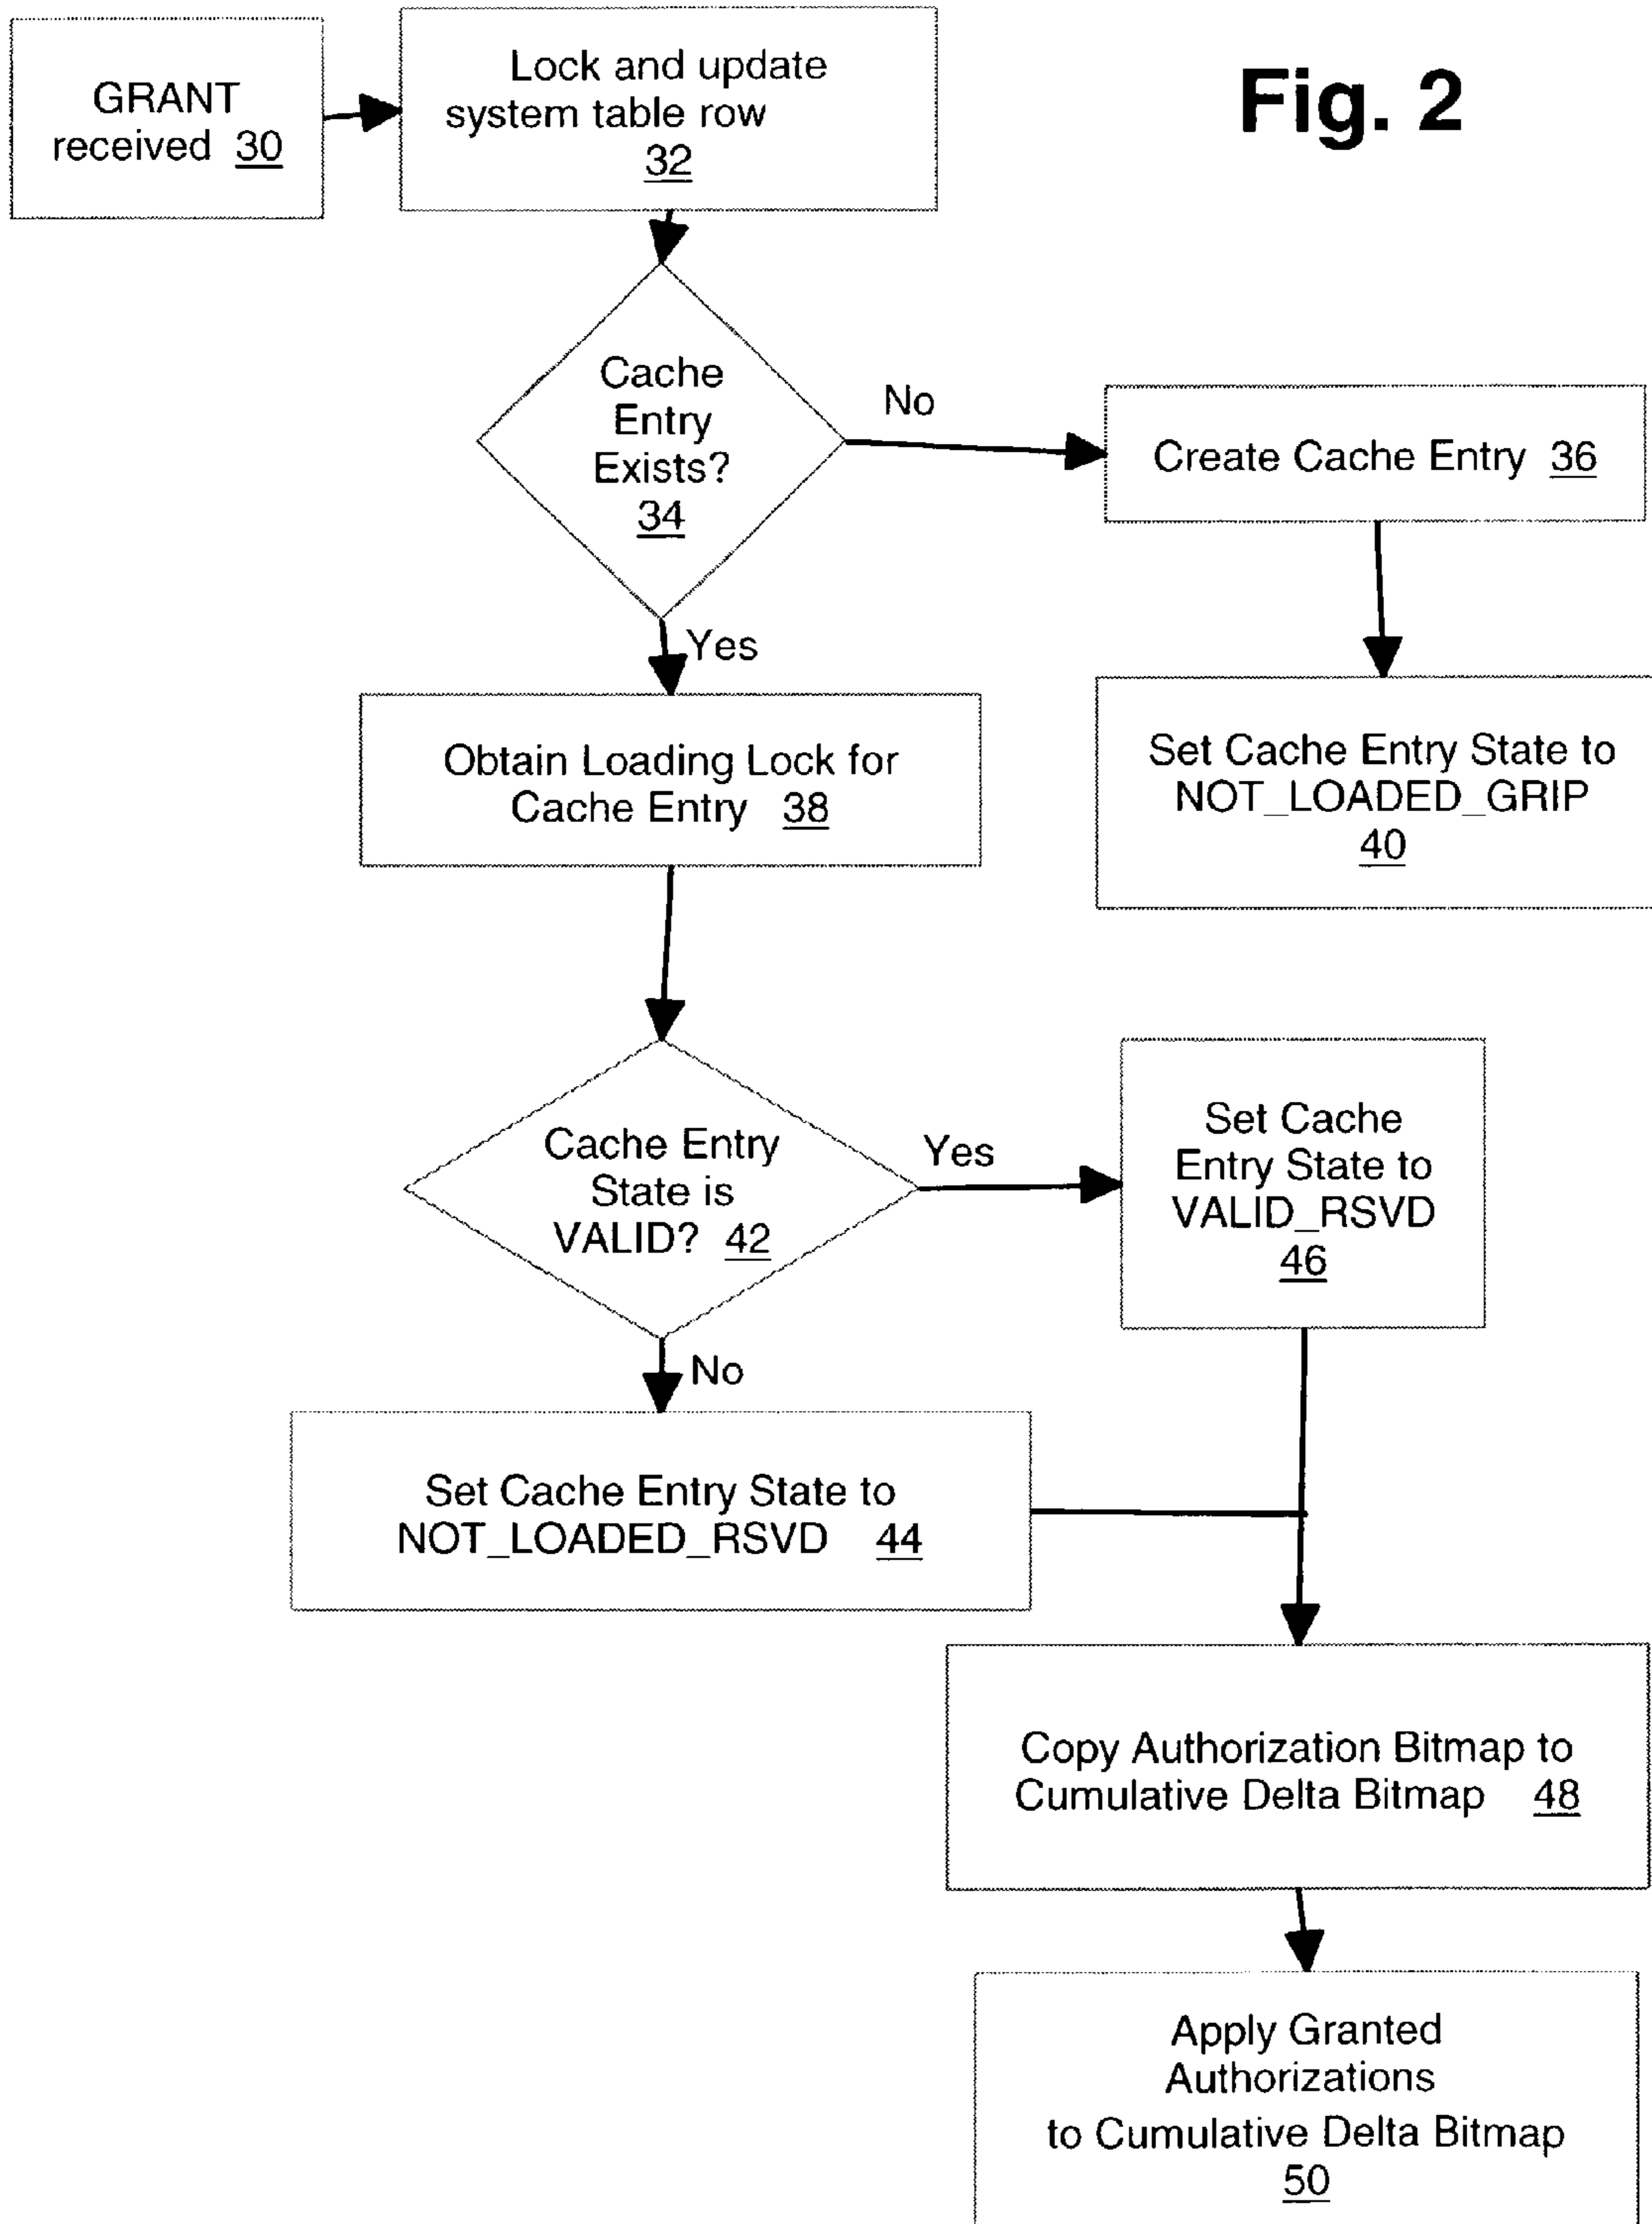 Fig. 2
GRANT
received 30
Lock and update
system table row
32
Cache
Entry
Exists?
34
No
Create Cache Entry 36
Yes
Set Cache Entry State to
NOT_LOADED_GRIP
40
Obtain Loading Lock for
Cache Entry 38
Cache Entry
State is
VALID? 42
Yes
Set Cache
Entry State to
VALID_RSVD
46
No
Set Cache Entry State to
NOT_LOADED_RSVD 44
Copy Authorization Bitmap to
Cumulative Delta Bitmap 48
Apply Granted
Authorizations
to Cumulative Delta Bitmap
50